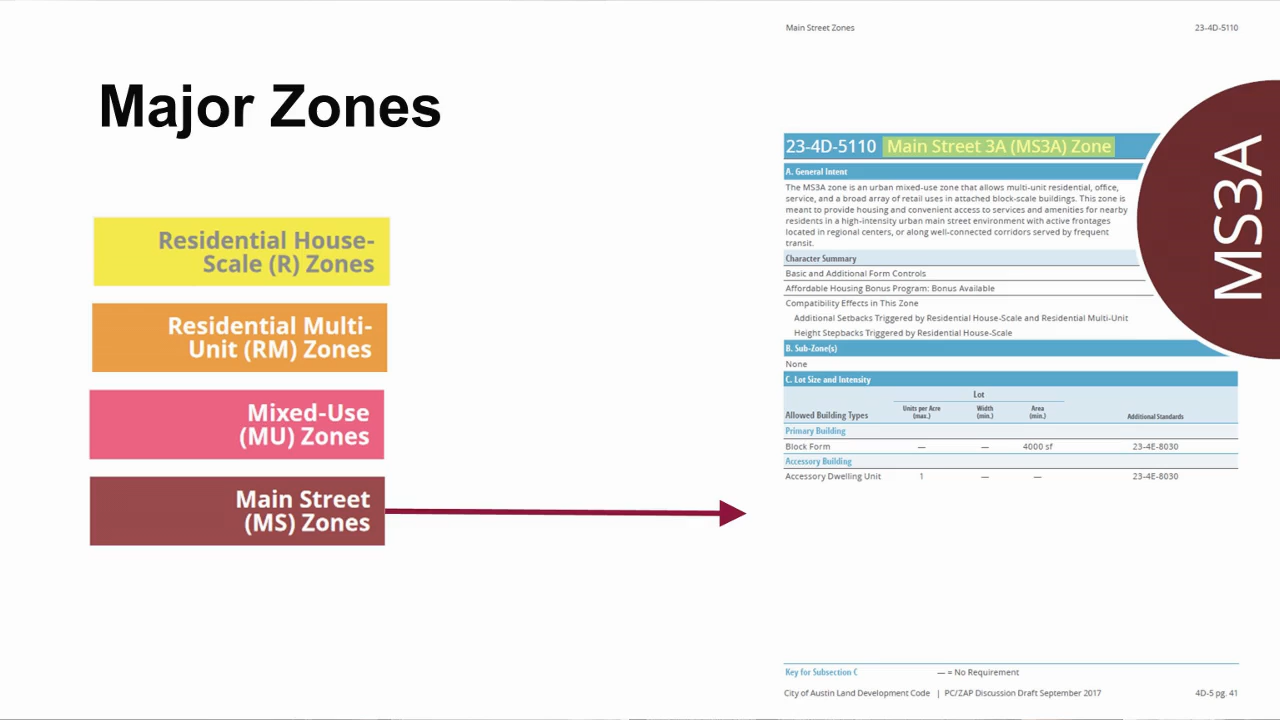 Major Zones
Residential House-
Scale (R) Zones
Residential Multi-
Unit (RM) Zones
Mixed-Use
(MU) Zones
Main Street
(MS) Zones
Main Street Zones 23-4D-5110
23-4D-5110 Main Street 3A (MS3A) Zone
MS3A
A. General Intent
The MS3A zone is an urban mixed-use zone that allows multi-unit residential, office,
service, and a broad array of retail uses in attached block-scale buildings. This zone is
meant to provide housing and convenient access to services and amenities for nearby
residents in a high-intensity urban main street environment with active frontages
located in regional centers, or along well-connected corridors served by frequent
transit.
Character Summary
Basic and Additional Form Controls
Affordable Housing Bonus Program: Bonus Available
Compatibility Effects in This Zone
Additional Setbacks Triggered by Residential House-Scale and Residential Multi-Unit
Height Stepbacks Triggered by Residential House-Scale
B. Sub-Zone(s)
None
C. Lot Size and Intensity
Lot
Units per Acre Width Area
Allowed Building Types (max.) (min.) (min.) Additional Standards
Primary Building
Block Form — — 4000 sf 23-4E-8030
Accessory Building
Accessory Dwelling Unit 1 — — 23-4E-8030
Key for Subsection C — = No Requirement
City of Austin Land Development Code | PC/ZAP Discussion Draft September 2017 4D-5 pg. 41